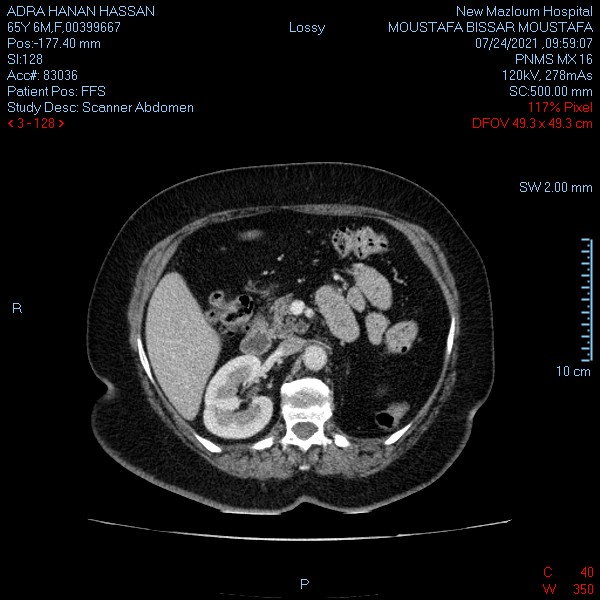 ADRA HANAN HASSAN
65Y 6M,F,00399667
Pos:-177.40 mm
SI:128
Acc#: 83036
Patient Pos: FFS
Study Desc: Scanner Abdomen
< 3 - 128 >
Lossy
New Mazloum Hospital
MOUSTAFA BISSAR MOUSTAFA
07/24/2021 ,09:59:07
PNMS MX 16
120kV, 278mAs
SC:500.00 mm
117% Pixel
DFOV 49.3 x 49.3 cm
SW 2.00 mm
R
10 cm
P
C 40
W 350